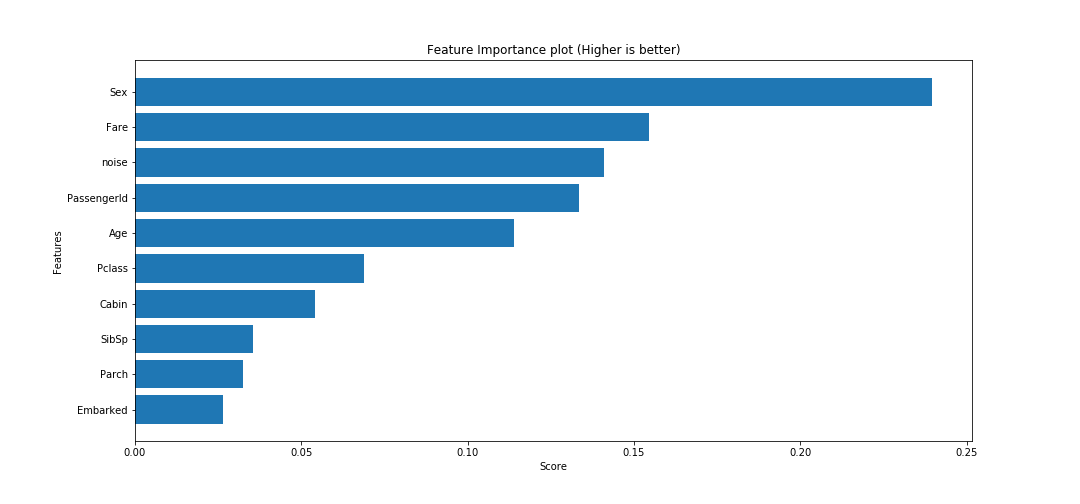 Feature Importance plot (Higher is better)
Features
Sex
Fare
noise
PassengerId
Age
Pclass
Cabin
SibSp
Parch
Embarked
0.00 0.05 0.10 0.15 0.20 0.25
Score